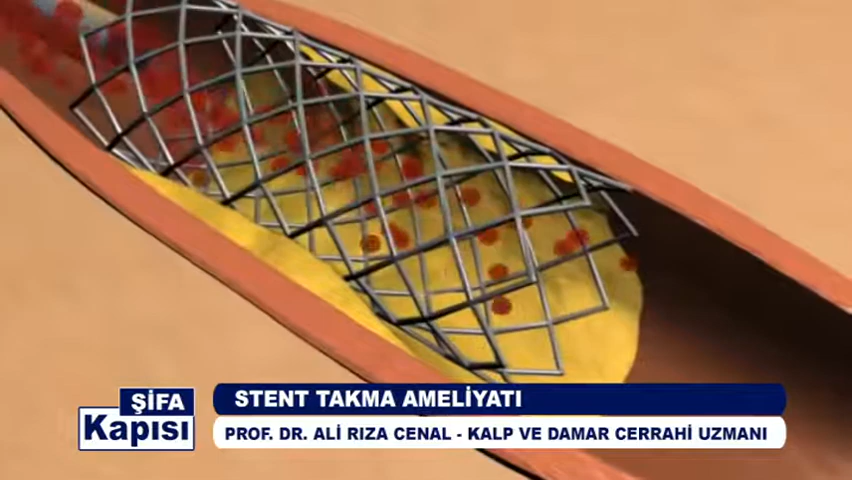 ŞİFA
Kapısı
STENT TAKMA AMELİYATI
PROF. DR. ALİ RIZA CENAL - KALP VE DAMAR CERRAHİ UZMANI